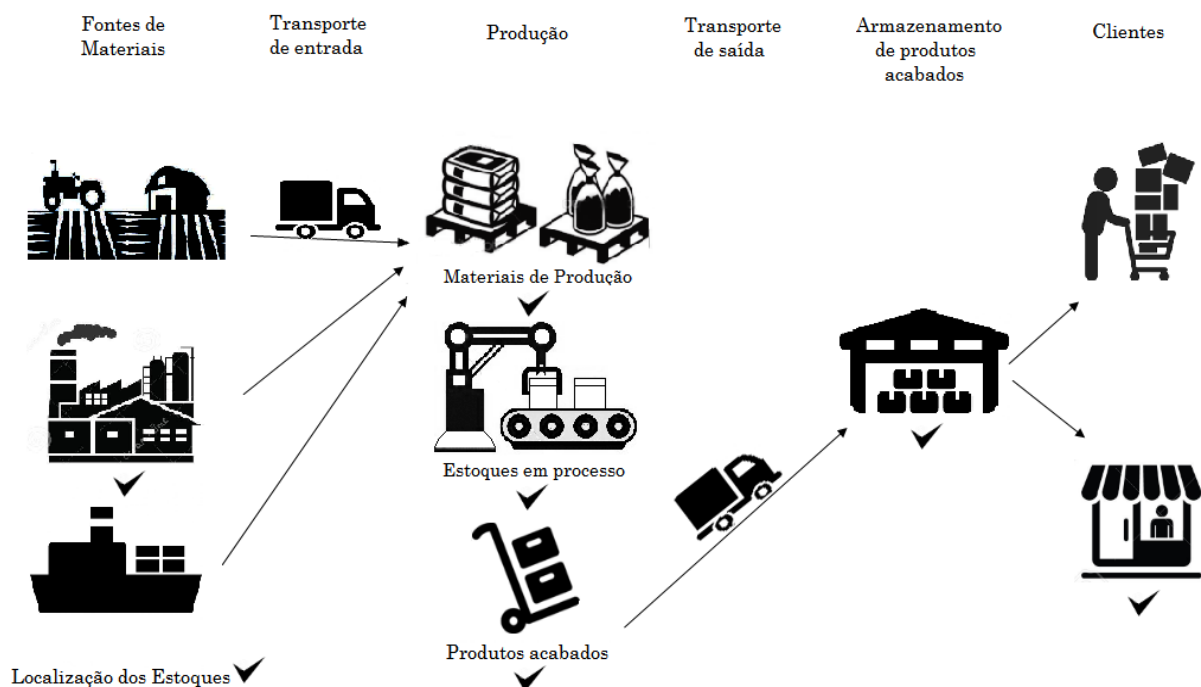 Fontes de
Materiais
Transporte
de entrada
Produção
Transporte
de saída
Armazenamento
de produtos
acabados
Clientes
Materiais de Produção
Estoques em processo
Produtos acabados
Localização dos Estoques